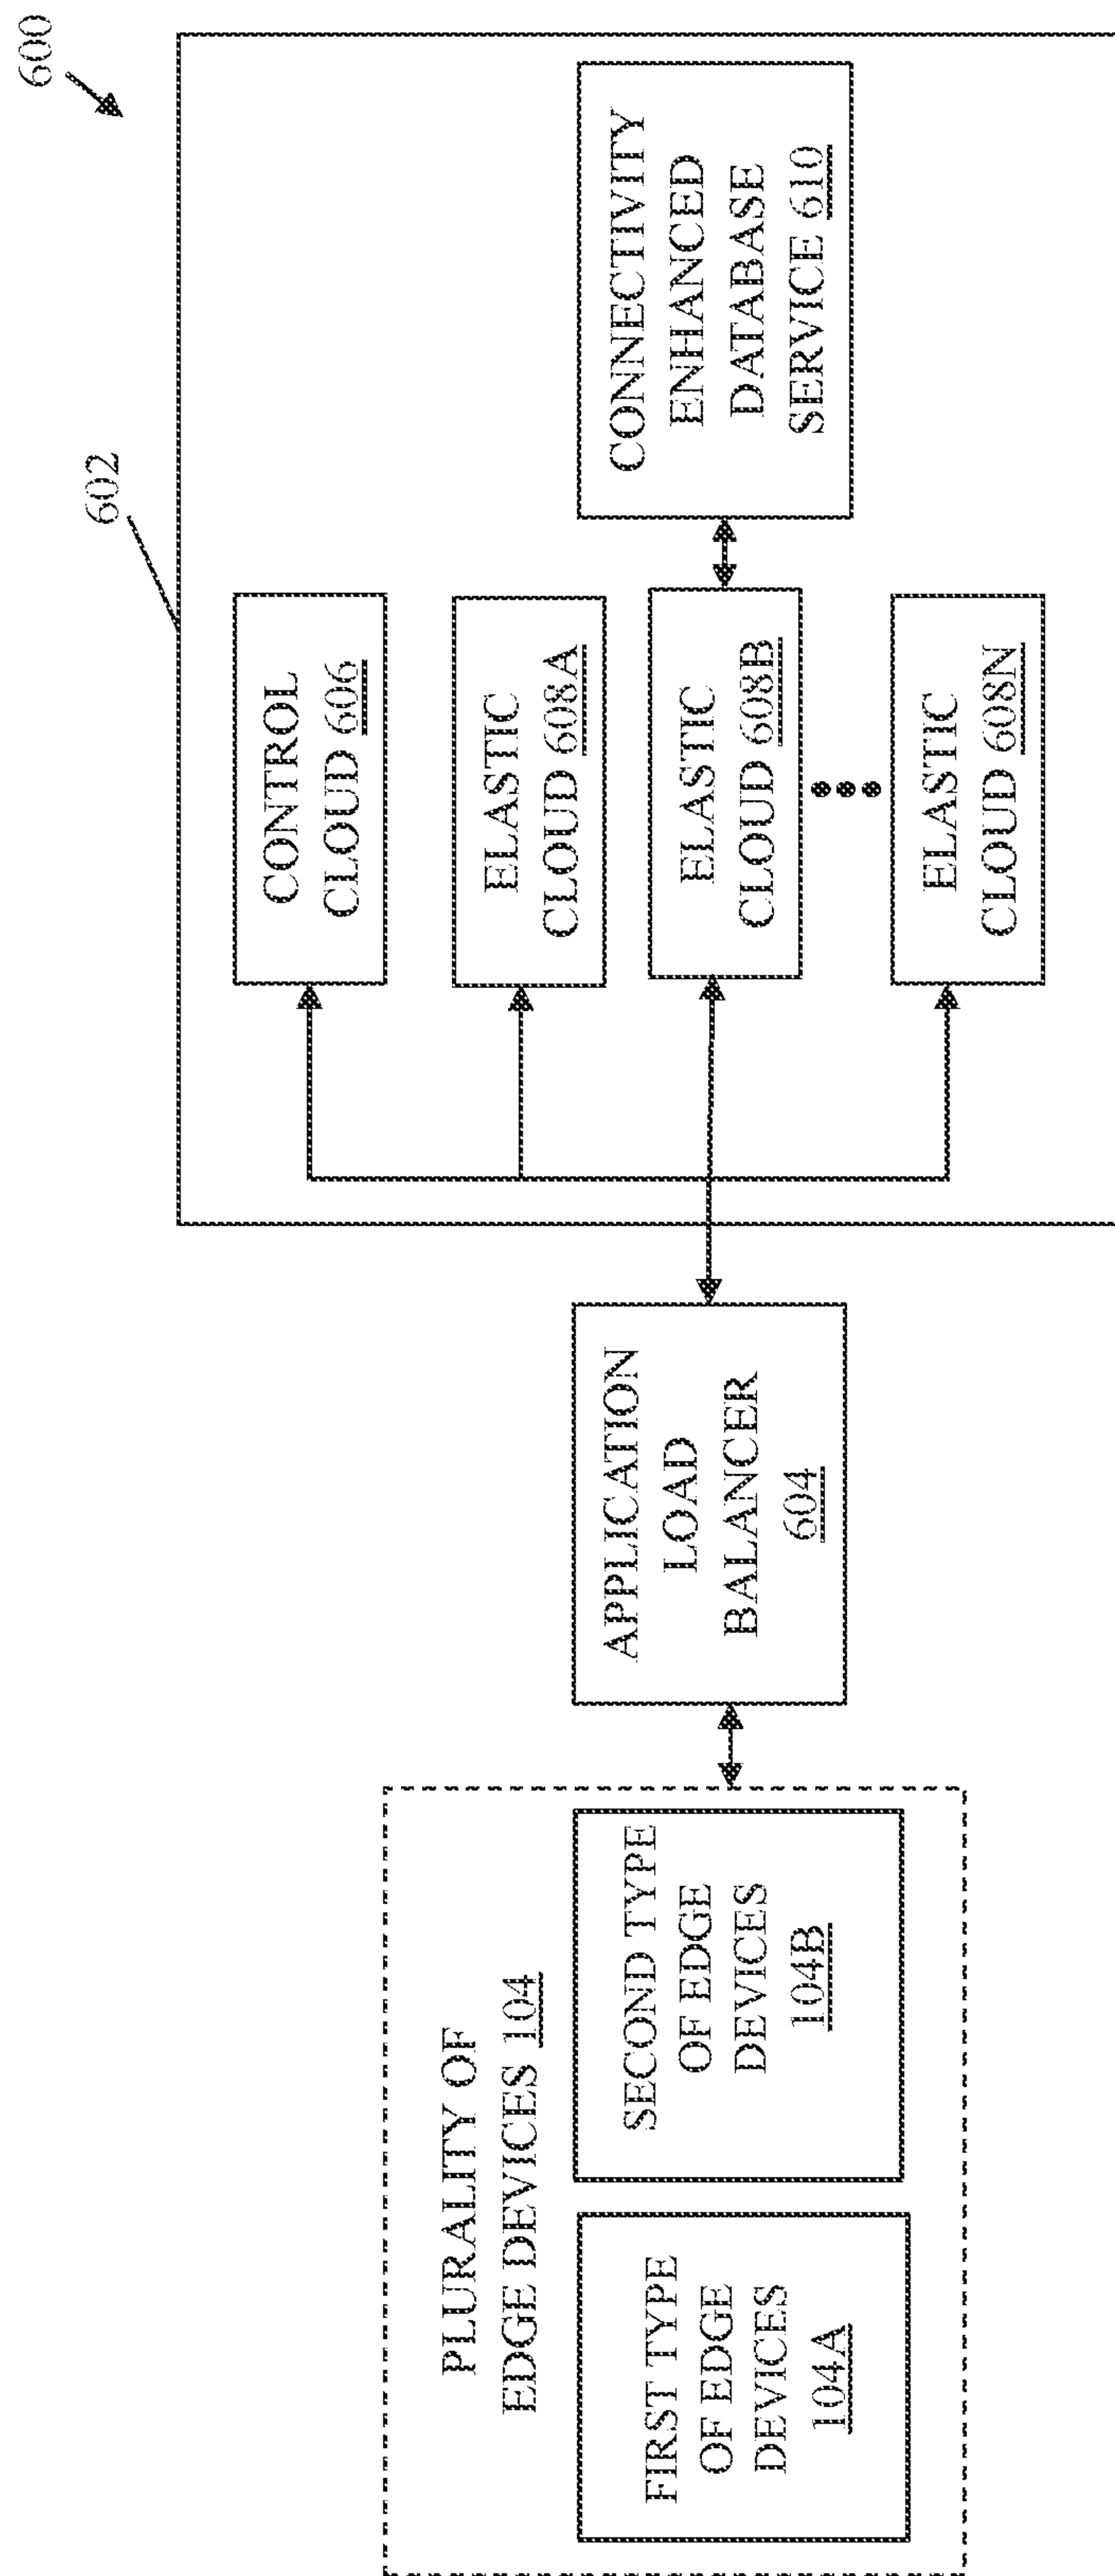 600
602
PLURALITY OF
EDGE DEVICES 104
FIRST TYPE
OF EDGE
DEVICES
104A
SECOND TYPE
OF EDGE
DEVICES
104B
APPLICATION
LOAD
BALANCER
604
CONTROL
CLOUD 606
ELASTIC
CLOUD 608A
ELASTIC
CLOUD 608B
ELASTIC
CLOUD 608N
CONNECTIVITY
ENHANCED
DATABASE
SERVICE 610